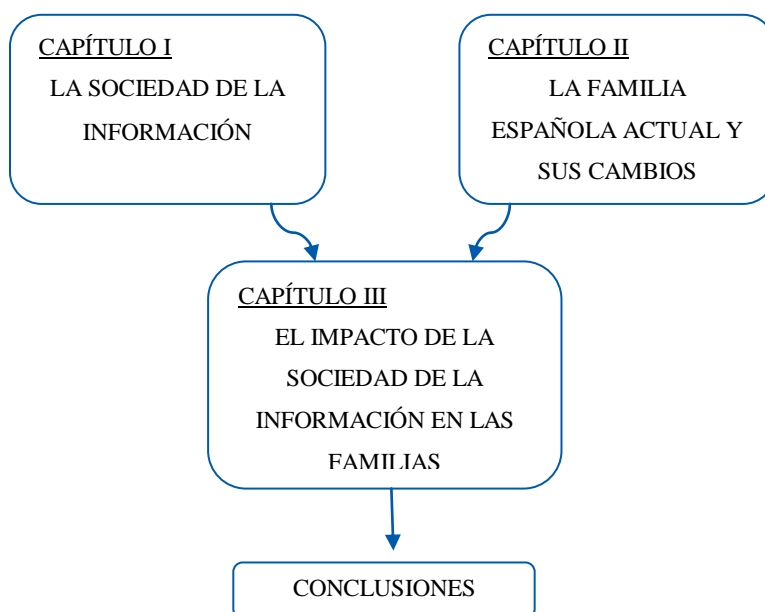 CAPÍTULO I
LA SOCIEDAD DE LA
INFORMACIÓN
CAPÍTULO II
LA FAMILIA
ESPAÑOLA ACTUAL Y
SUS CAMBIOS
CAPÍTULO III
EL IMPACTO DE LA
SOCIEDAD DE LA
INFORMACIÓN EN LAS
FAMILIAS
CONCLUSIONES